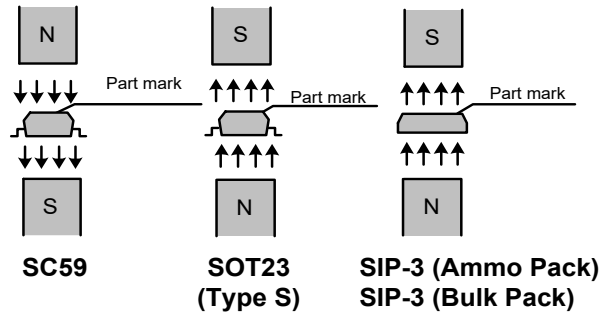 N
S
S
Part mark
Part mark
Part mark
S
N
N
SC59
SOT23
(Type S)
SIP-3 (Ammo Pack)
SIP-3 (Bulk Pack)